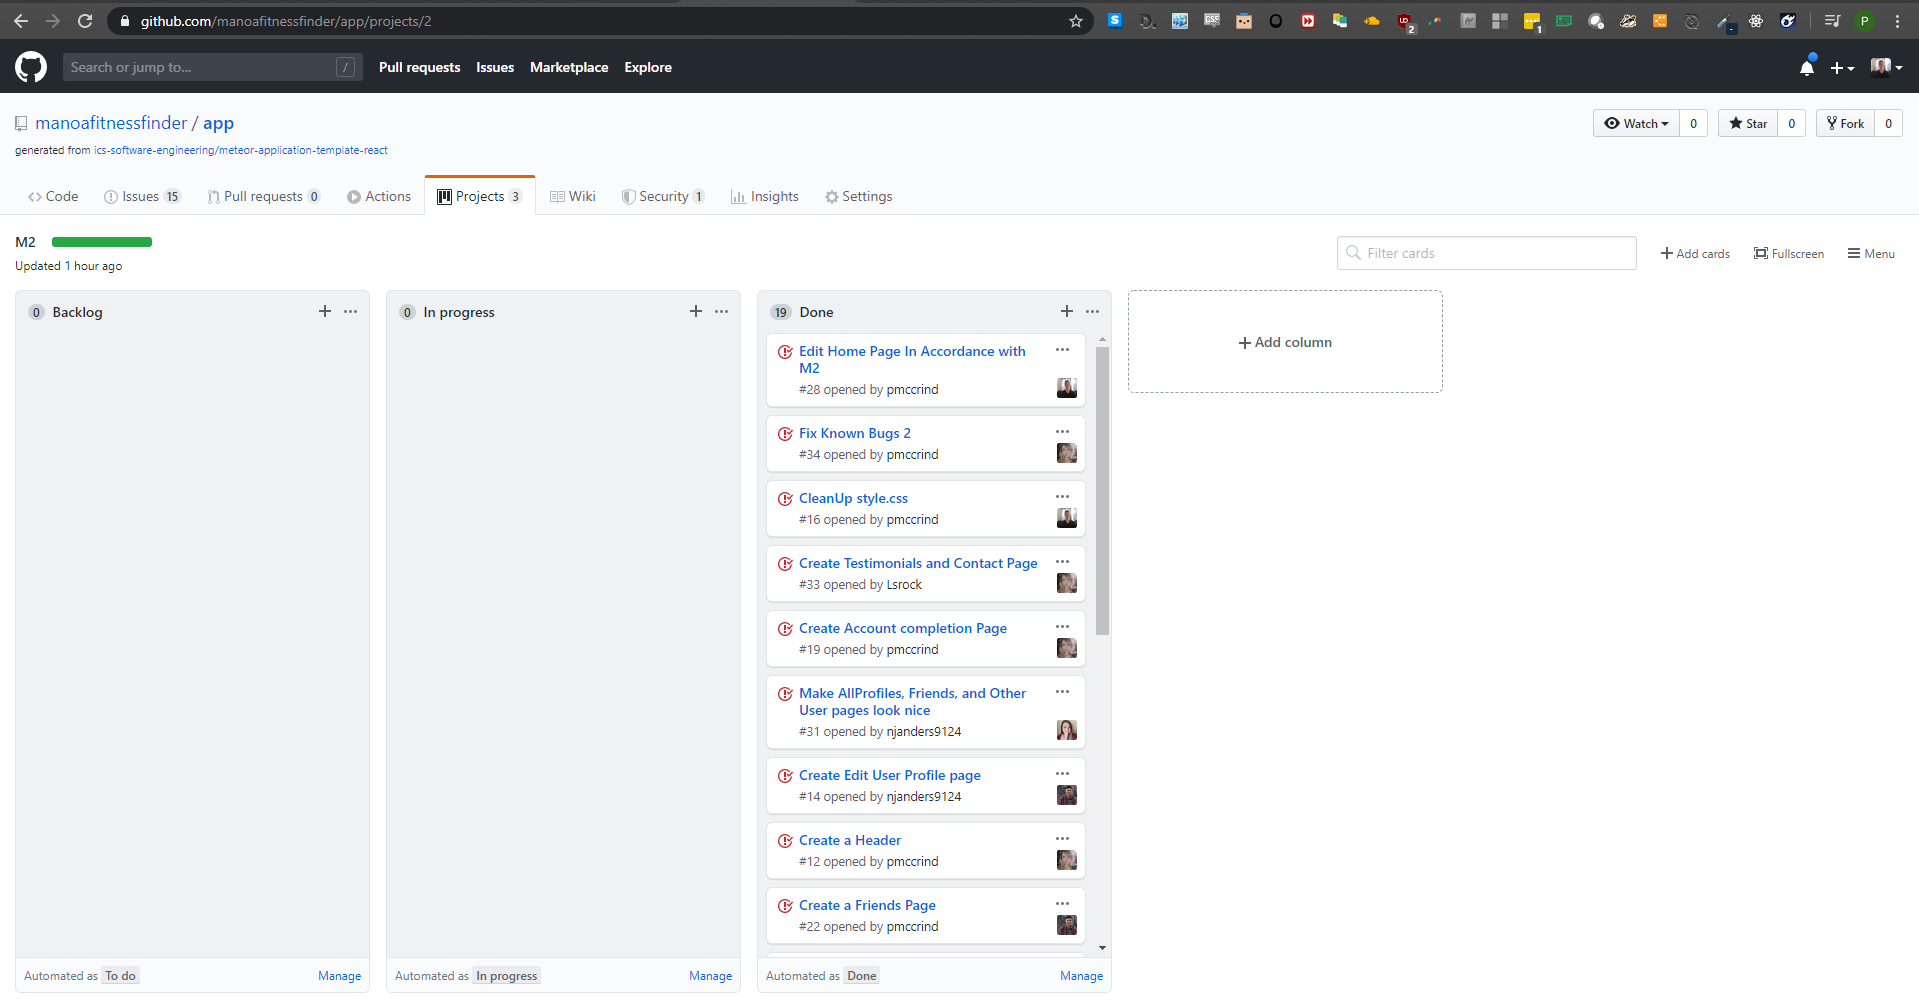 github.com/manoafitnessfinder/app/projects/2
2
1
P
Search or jump to... /
Pull requests Issues Marketplace Explore
manoafitnessfinder / app
Watch 0 Star 0 Fork 0
generated from ics-software-engineering/meteor-application-template-react
Code Issues 15 Pull requests 0 Actions Projects 3 Wiki Security 1 Insights Settings
M2
Updated 1 hour ago
Filter cards Add cards Fullscreen Menu
0 Backlog
Automated as To do Manage
0 In progress
Automated as In progress Manage
19 Done
Edit Home Page In Accordance with
M2
#28 opened by pmccrind
Fix Known Bugs 2
#34 opened by pmccrind
CleanUp style.css
#16 opened by pmccrind
Create Testimonials and Contact Page
#33 opened by Lsrock
Create Account completion Page
#19 opened by pmccrind
Make AllProfiles, Friends, and Other
User pages look nice
#31 opened by njanders9124
Create Edit User Profile page
#14 opened by njanders9124
Create a Header
#12 opened by pmccrind
Create a Friends Page
#22 opened by pmccrind
Automated as Done Manage
Add column